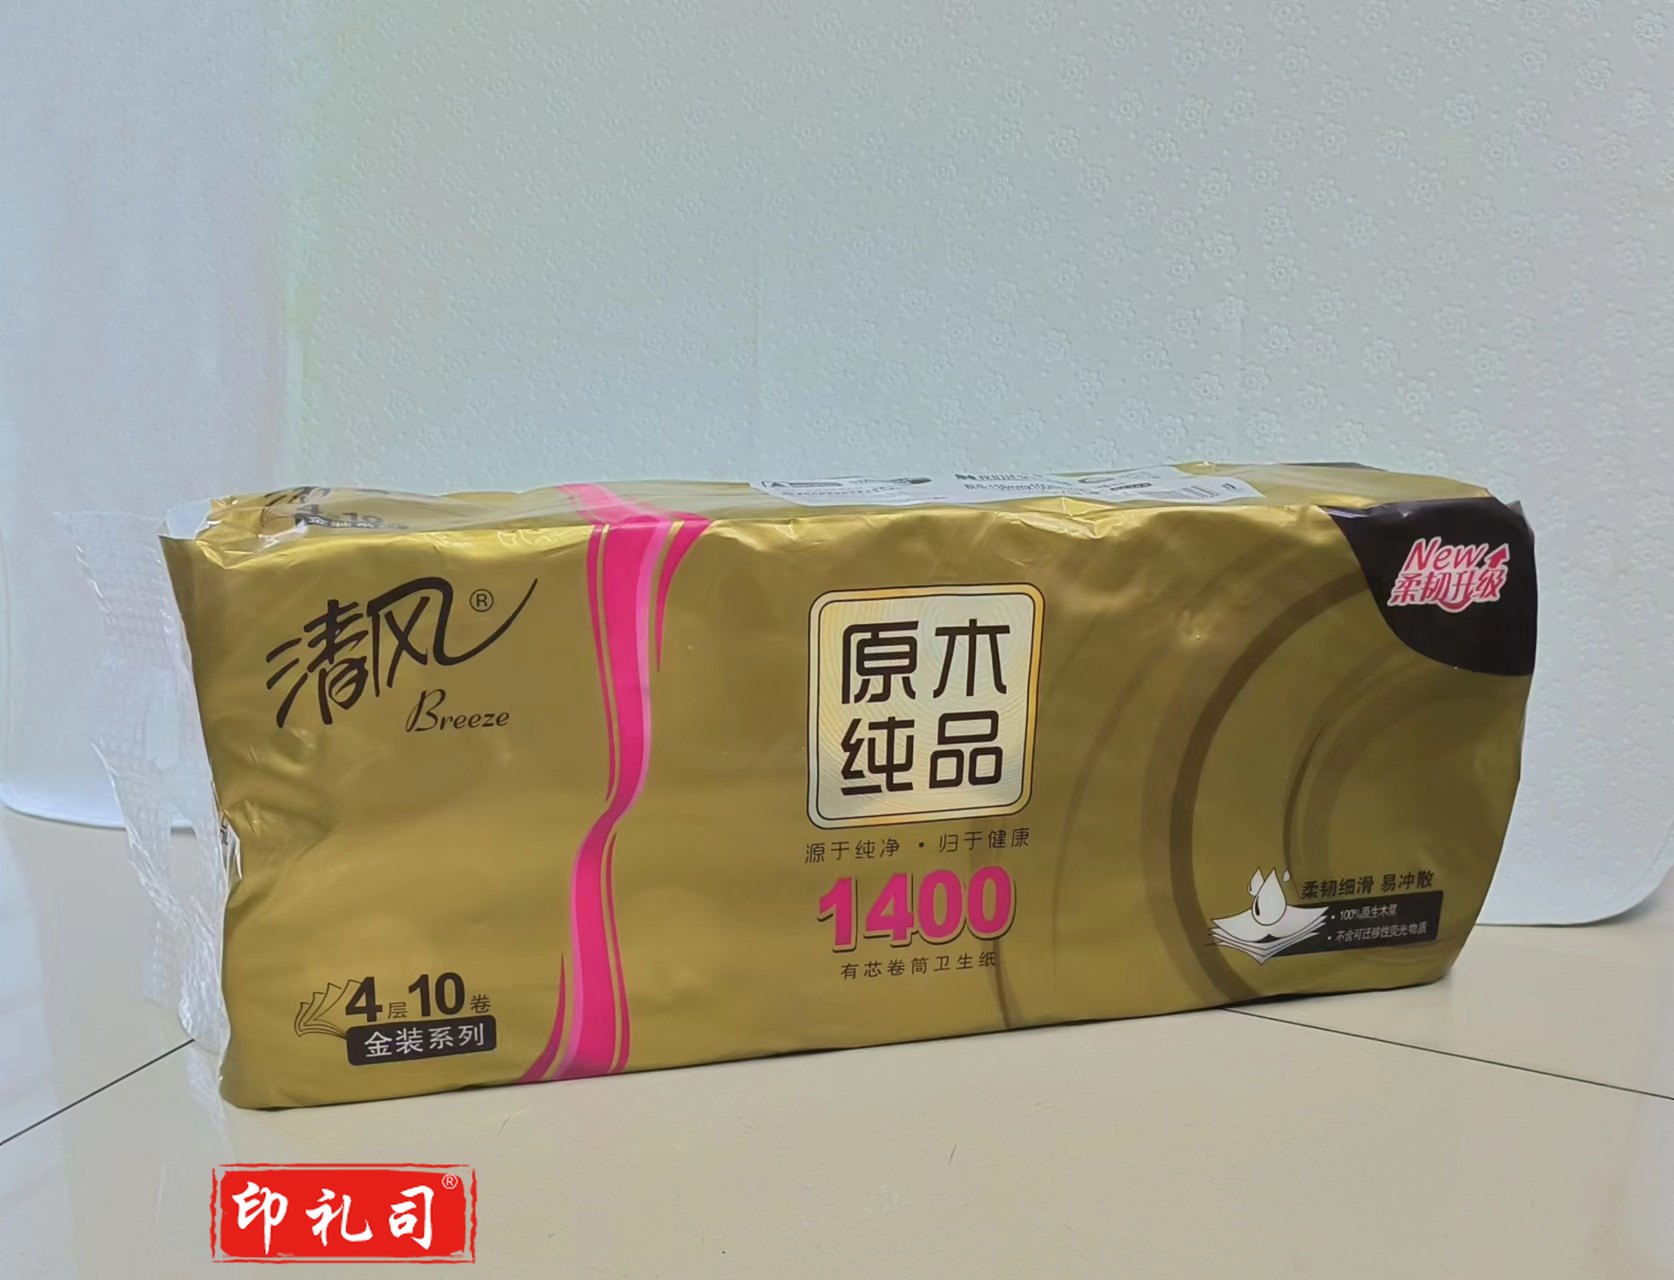 清风®
Breeze
原木
纯品
源于纯净·归于健康
1400
有芯卷筒卫生纸
4层10卷
金装系列
New
柔韧升级
柔韧细滑 易冲散
·100%原生木浆
·不含可迁移性荧光物质
印礼司®